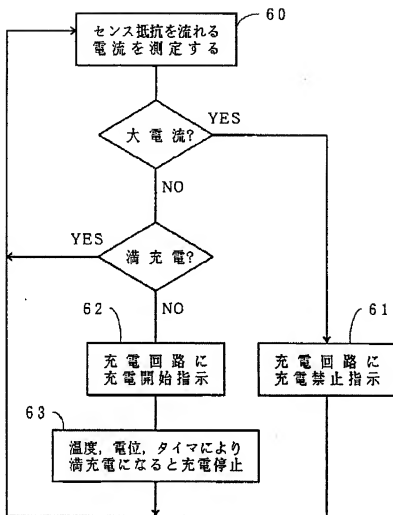 60
センス抵抗を流れる
電流を測定する
大電流?
YES
NO
YES
満充電?
NO
62
61
充電回路に
充電開始指示
充電回路に
充電禁止指示
63
温度,電位,タイマにより
満充電になると充電停止